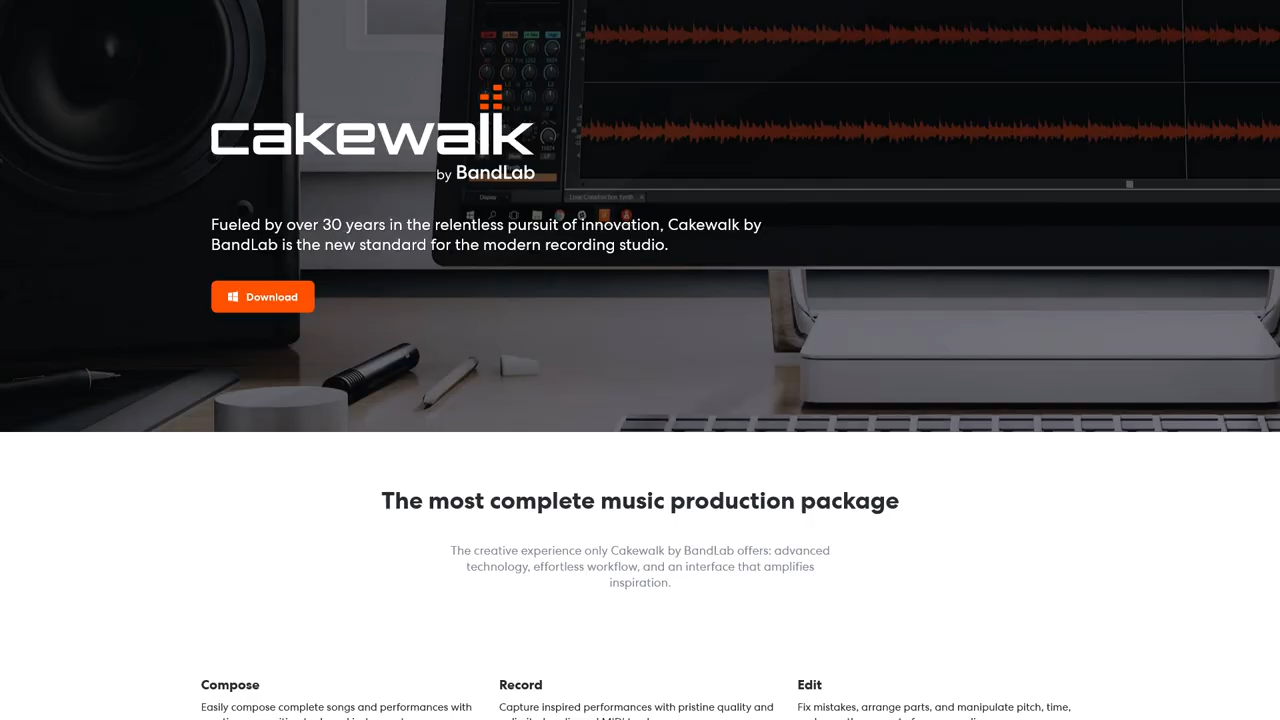 cakewalk
by BandLab
Fueled by over 30 years in the relentless pursuit of innovation, Cakewalk by
BandLab is the new standard for the modern recording studio.
Download
The most complete music production package
The creative experience only Cakewalk by BandLab offers: advanced
technology, effortless workflow, and an interface that amplifies
inspiration.
Compose
Easily compose complete songs and performances with
Record
Capture inspired performances with pristine quality and
Edit
Fix mistakes, arrange parts, and manipulate pitch, time,